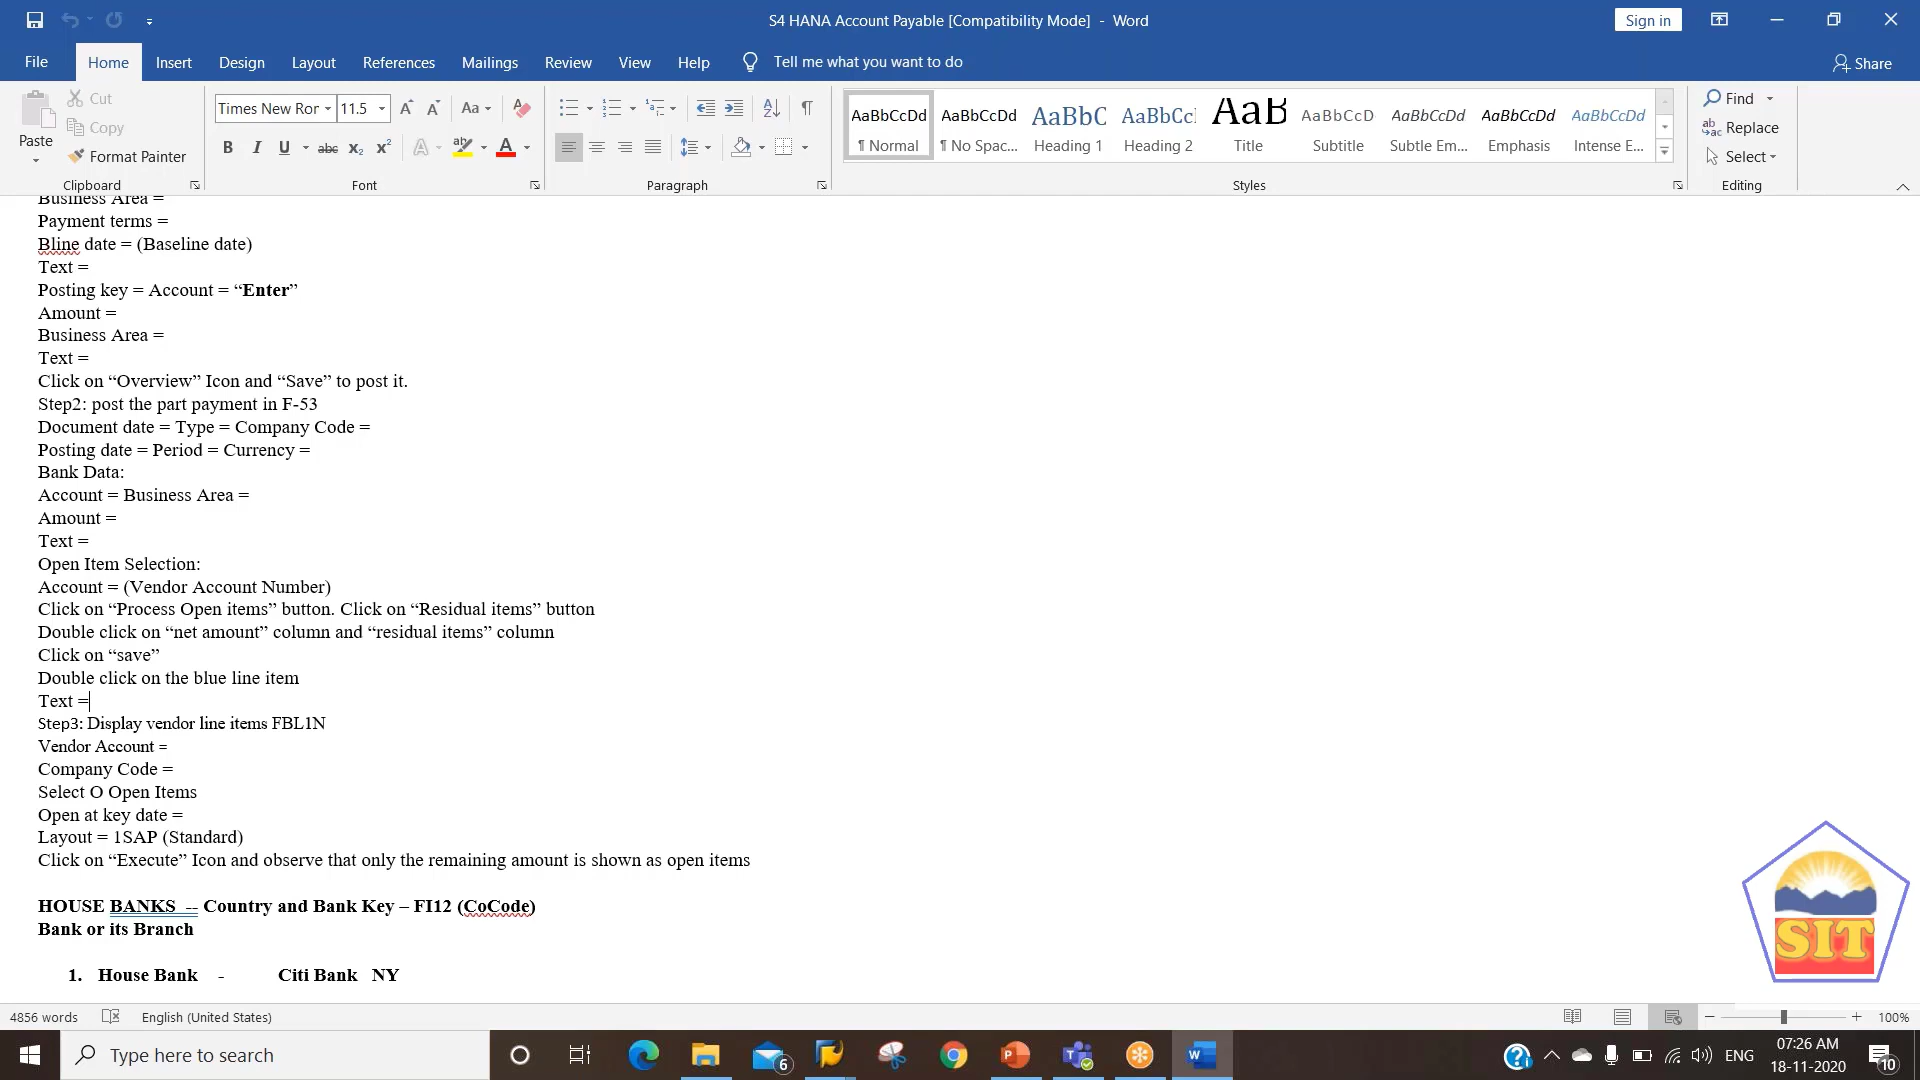 S4 HANA Account Payable [Compatibility Mode] - Word
Sign in
File Home Insert Design Layout References Mailings Review View Help Tell me what you want to do Share
Paste
Cut
Copy
Format Painter
Clipboard
Times New Ror 11.5
Font
Paragraph
AaBbCcDd AaBbCcDd AaBbC AaBbCcl AaB AaBbCcD AaBbCcDd AaBbCcDd AaBbCcDd
¶ Normal ¶ No Spac... Heading 1 Heading 2 Title Subtitle Subtle Em... Emphasis Intense E...
Styles
Find
Replace
Select
Editing
Business Area =
Payment terms =
Bline date = (Baseline date)
Text =
Posting key = Account = “Enter”
Amount =
Business Area =
Text =
Click on “Overview” Icon and “Save” to post it.
Step2: post the part payment in F-53
Document date = Type = Company Code =
Posting date = Period = Currency =
Bank Data:
Account = Business Area =
Amount =
Text =
Open Item Selection:
Account = (Vendor Account Number)
Click on “Process Open items” button. Click on “Residual items” button
Double click on “net amount” column and “residual items” column
Click on “save”
Double click on the blue line item
Text =
Step3: Display vendor line items FBL1N
Vendor Account =
Company Code =
Select O Open Items
Open at key date =
Layout = 1SAP (Standard)
Click on “Execute” Icon and observe that only the remaining amount is shown as open items
HOUSE BANKS -- Country and Bank Key – FI12 (CoCode)
Bank or its Branch
1. House Bank - Citi Bank NY
SIT
4856 words English (United States) 100%
Type here to search
6
ENG
07:26 AM
18-11-2020
10